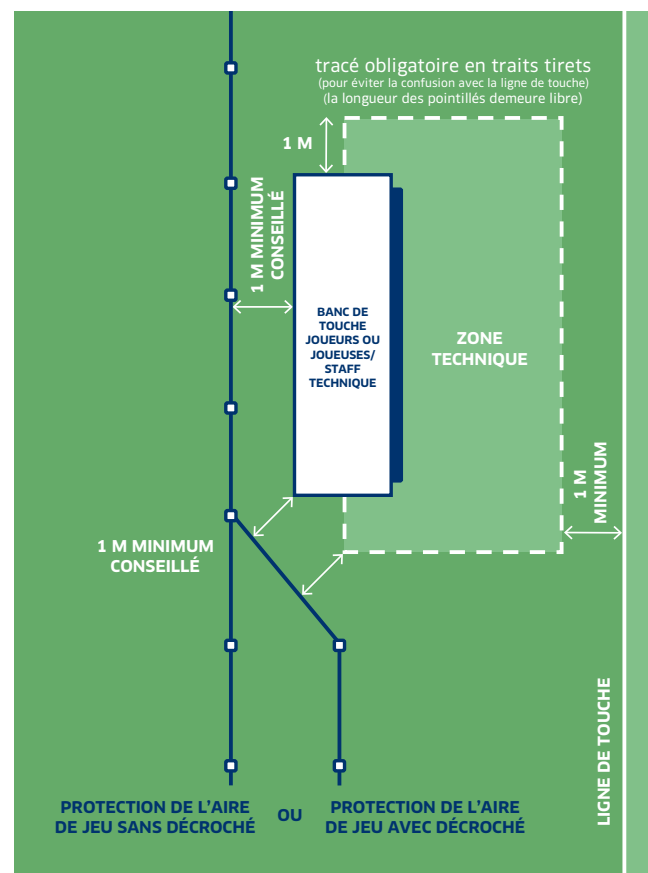 tracé obligatoire en traits tirets
(pour éviter la confusion avec la ligne de touche)
(la longueur des pointillés demeure libre)
1 M
1 M MINIMUM
CONSEILLÉ
BANC DE
TOUCHE
JOUEURS OU
JOUEUSES/
STAFF
TECHNIQUE
ZONE
TECHNIQUE
1 M
MINIMUM
1 M MINIMUM
CONSEILLÉ
LIGNE DE TOUCHE
PROTECTION DE L'AIRE
DE JEU SANS DÉCROCHÉ
OU
PROTECTION DE L'AIRE
DE JEU AVEC DÉCROCHÉ